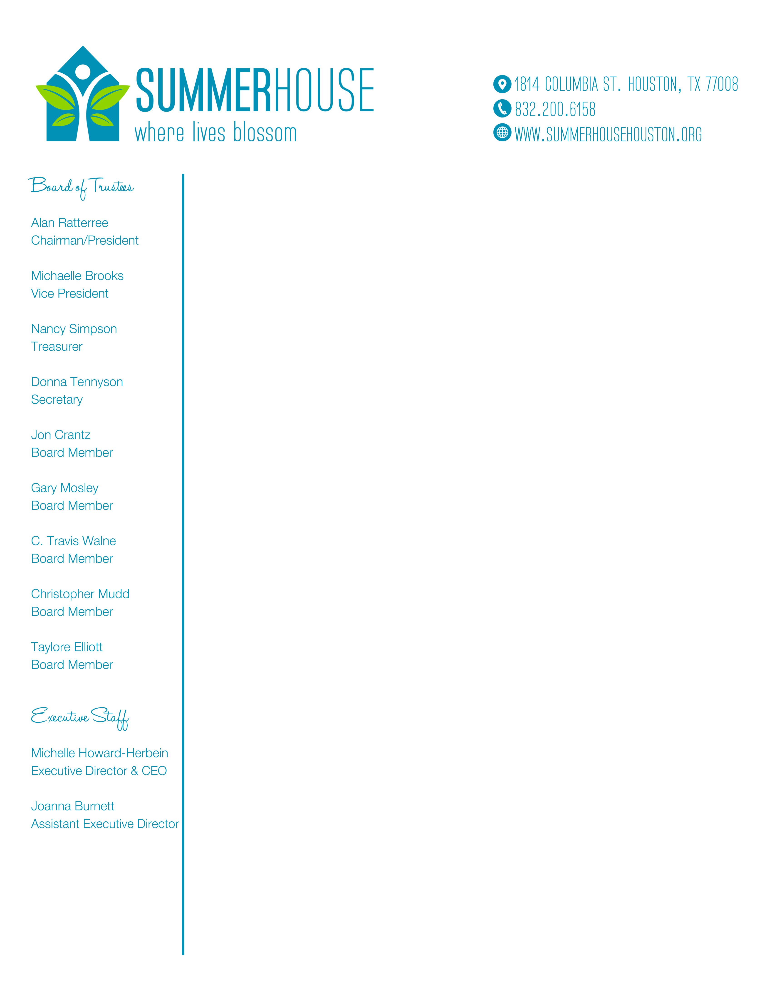 SUMMERHOUSE
where lives blossom
1814 COLUMBIA ST. HOUSTON, TX 77008
832.200.6158
WWW.SUMMERHOUSEHOUSTON.ORG
Board of Trustees
Alan Ratterree
Chairman/President
Michaelle Brooks
Vice President
Nancy Simpson
Treasurer
Donna Tennyson
Secretary
Jon Crantz
Board Member
Gary Mosley
Board Member
C. Travis Walne
Board Member
Christopher Mudd
Board Member
Taylore Elliott
Board Member
Executive Staff
Michelle Howard-Herbein
Executive Director & CEO
Joanna Burnett
Assistant Executive Director